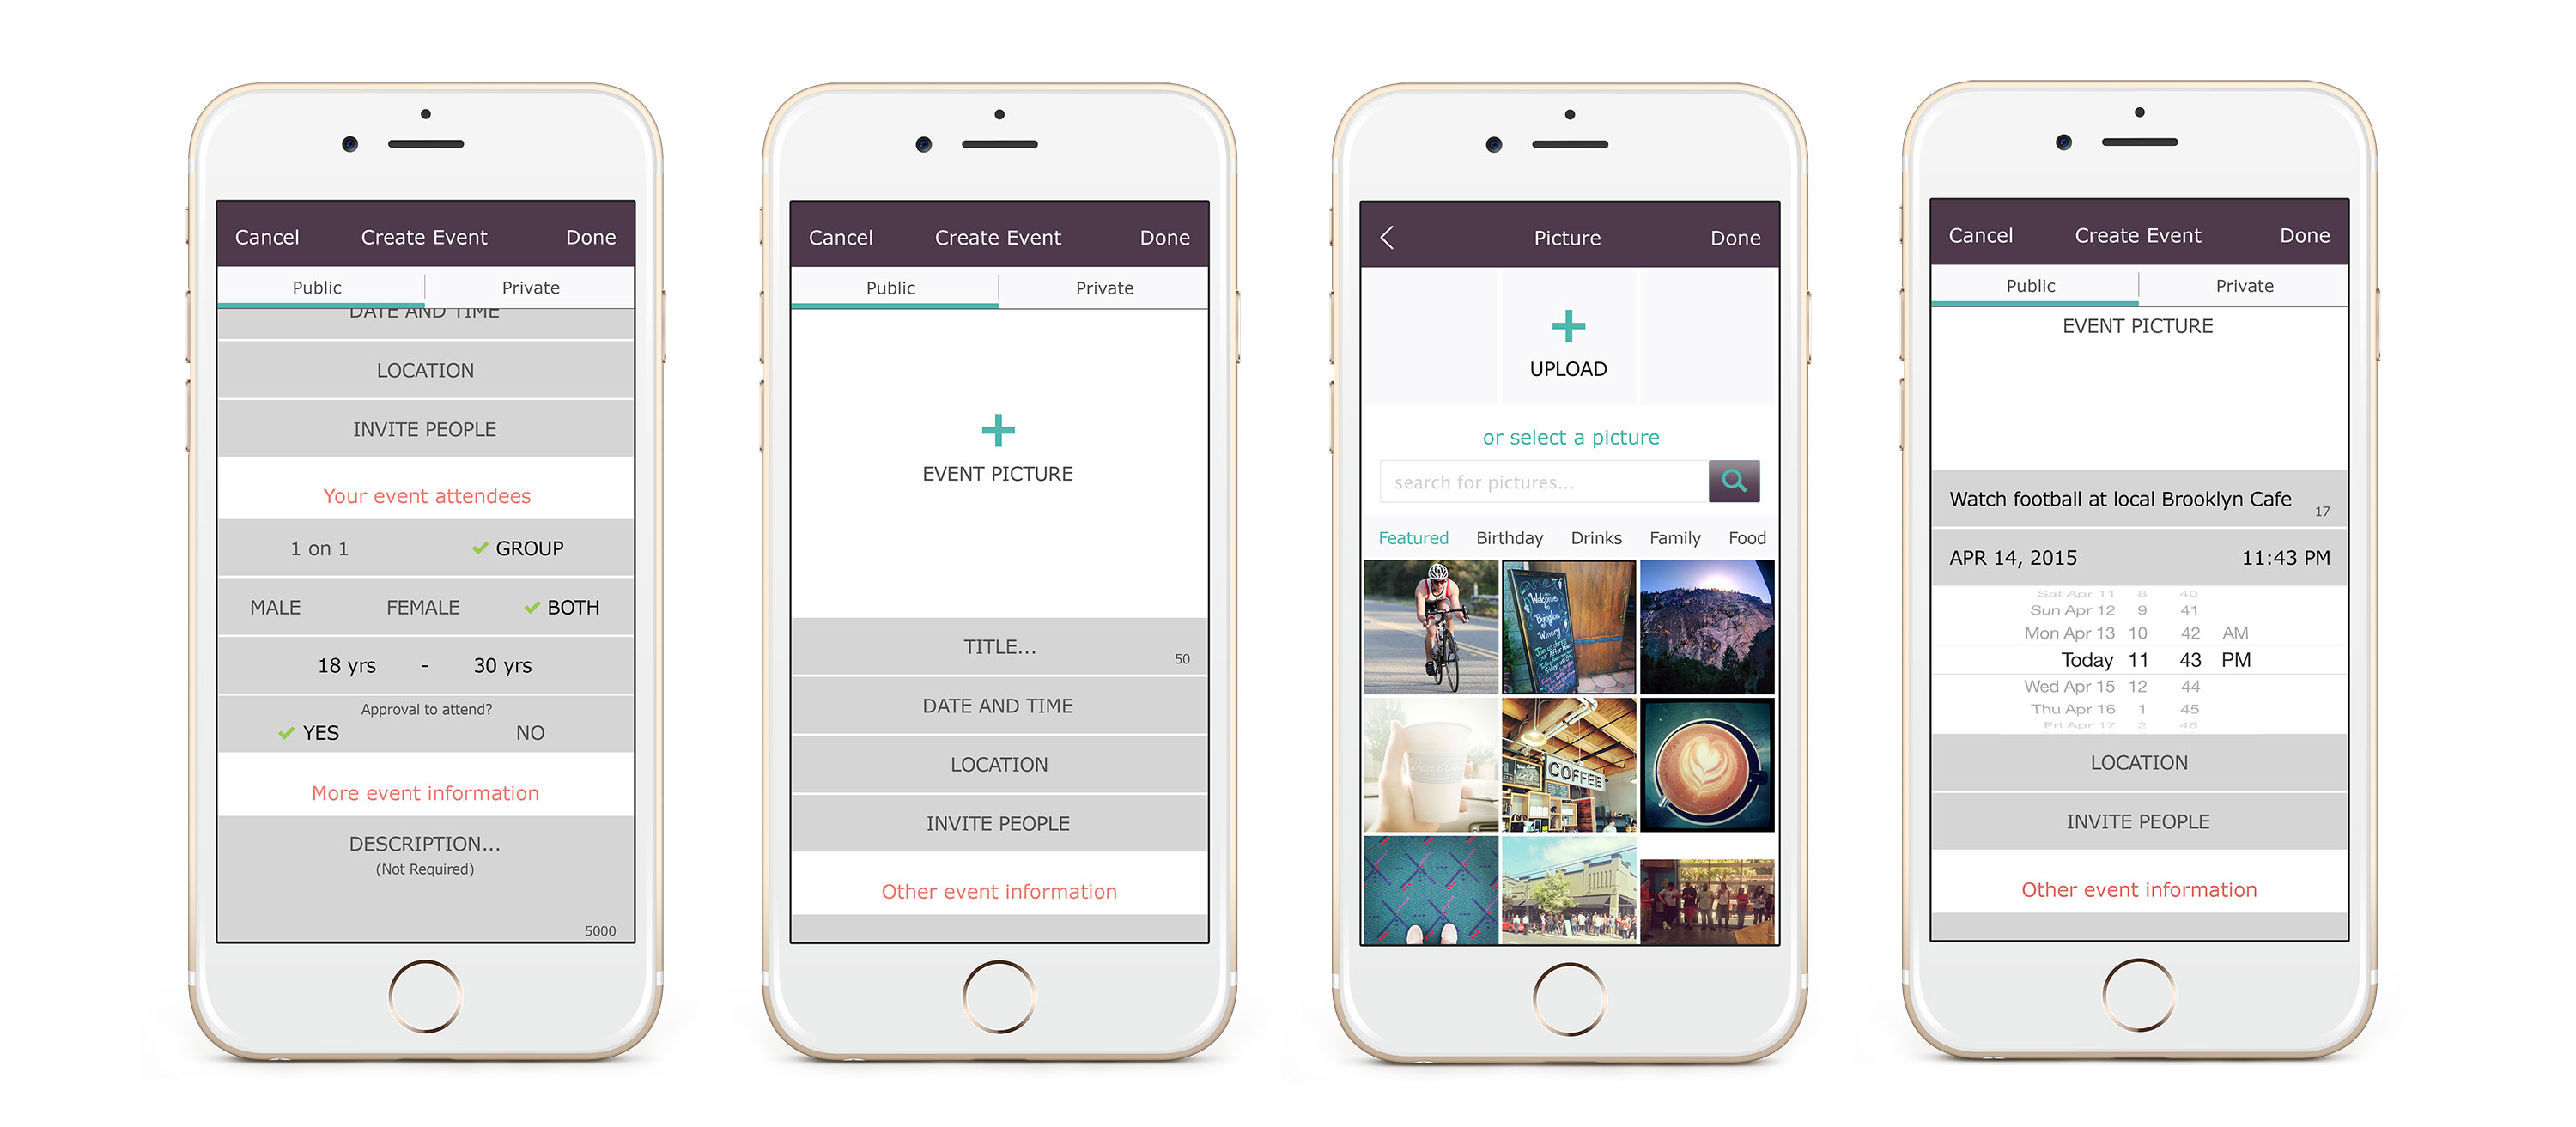 Cancel Create Event Done
Public Private
DATE AND TIME
LOCATION
INVITE PEOPLE
Your event attendees
1 on 1 GROUP
MALE FEMALE BOTH
18 yrs - 30 yrs
Approval to attend?
YES NO
More event information
DESCRIPTION...
(Not Required)
5000
Cancel Create Event Done
Public Private
EVENT PICTURE
TITLE...
50
DATE AND TIME
LOCATION
INVITE PEOPLE
Other event information
Picture Done
UPLOAD
or select a picture
search for pictures...
Featured Birthday Drinks Family Food
Welcome
to
Byington
Winery
COFFEE
Cancel Create Event Done
Public Private
EVENT PICTURE
Watch football at local Brooklyn Cafe
17
APR 14, 2015 11:43 PM
Sat Apr 11 8 40
Sun Apr 12 9 41
Mon Apr 13 10 42 AM
Today 11 43 PM
Wed Apr 15 12 44
Thu Apr 16 1 45
Fri Apr 17 2 46
LOCATION
INVITE PEOPLE
Other event information